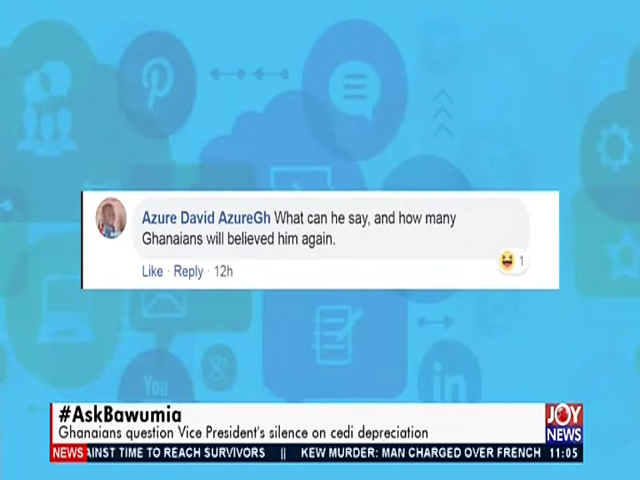 Azure David AzureGh What can he say, and how many
Ghanaians will believed him again.
1
Like · Reply · 12h
You
in
#AskBawumia
Ghanaians question Vice President's silence on cedi depreciation
JOY
NEWS
NEWS AINST TIME TO REACH SURVIVORS || KEW MURDER: MAN CHARGED OVER FRENCH 11:05